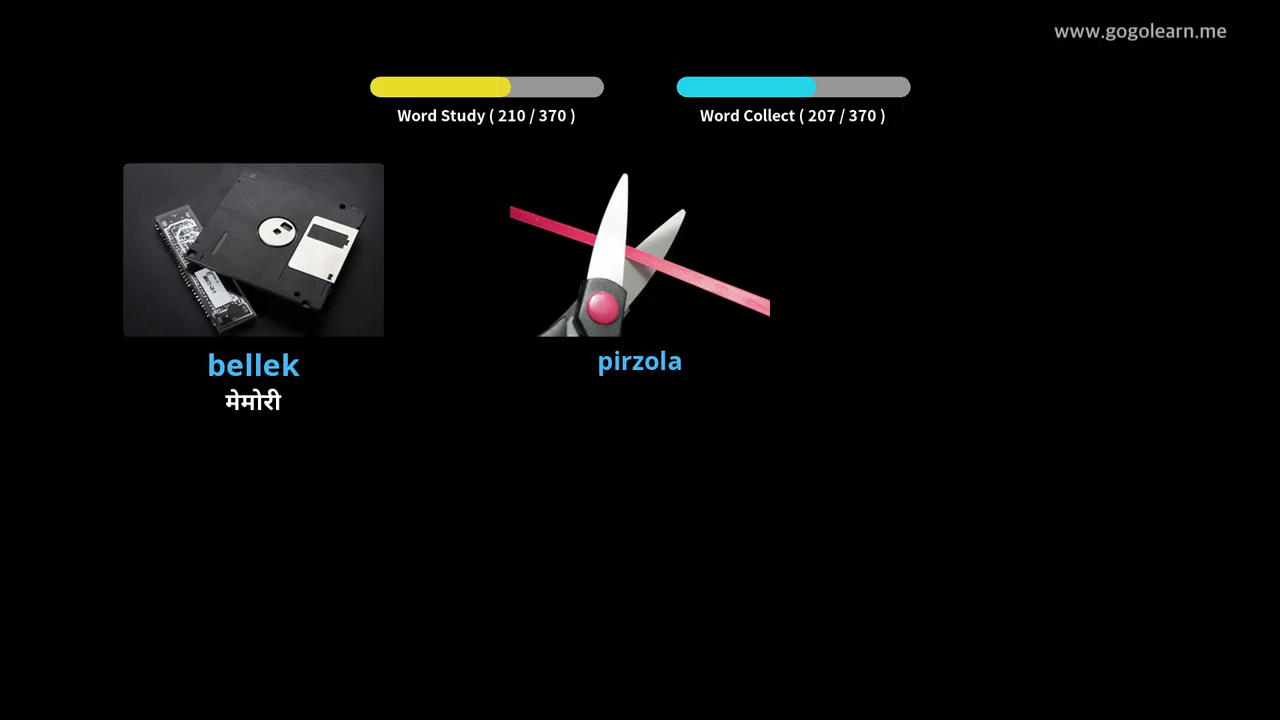 www.gogolearn.me
Word Study ( 210 / 370 )
Word Collect ( 207 / 370 )
bellek
मेमोरी
pirzola